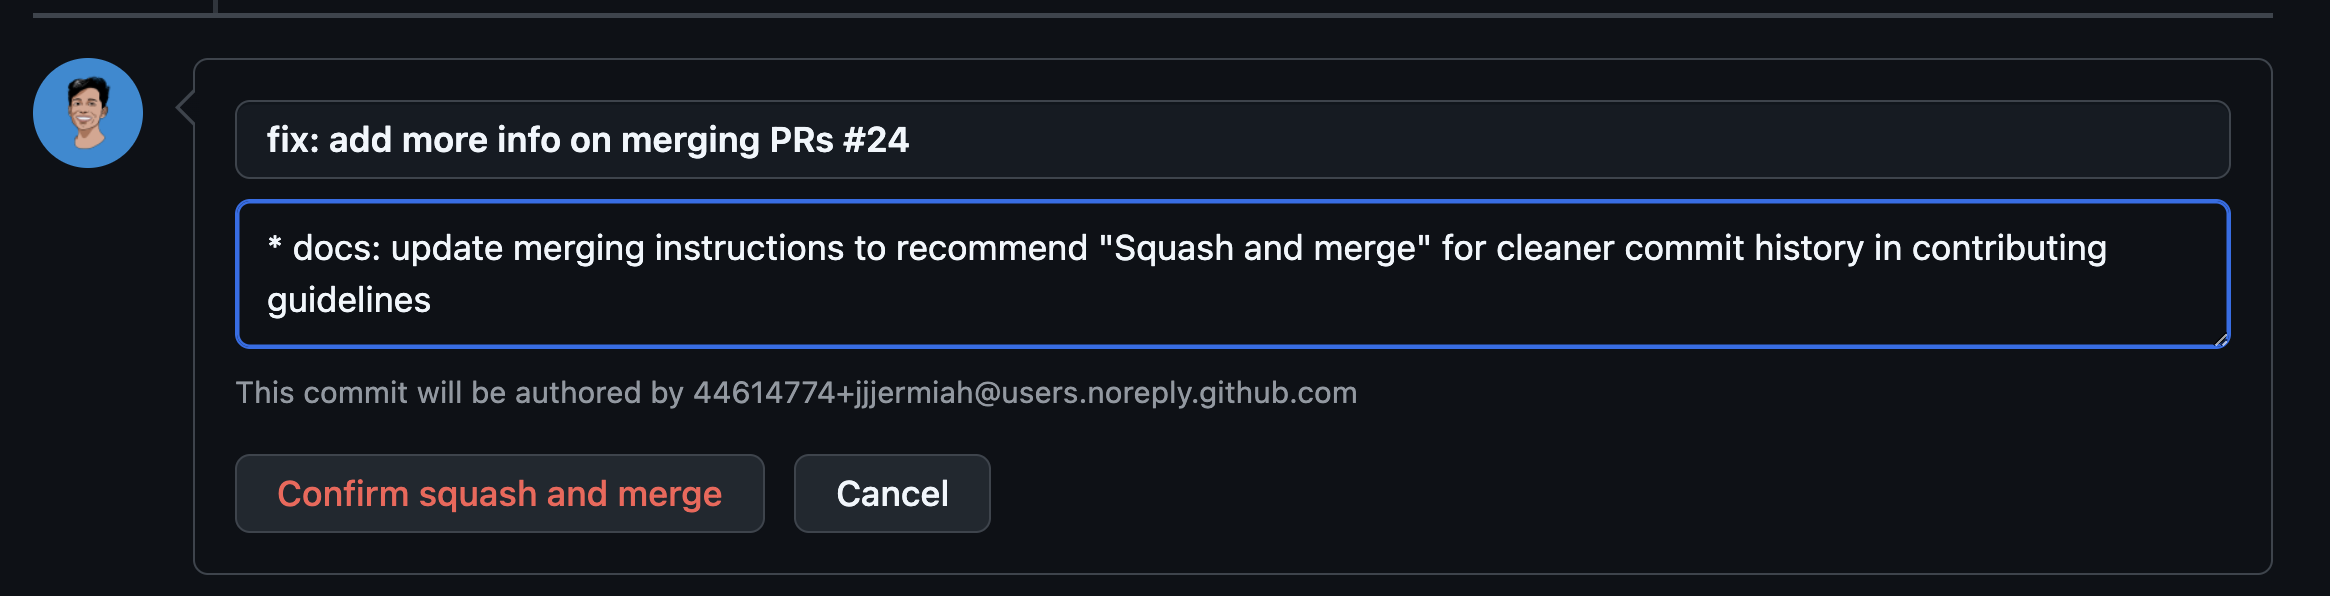 fix: add more info on merging PRs #24
* docs: update merging instructions to recommend "Squash and merge" for cleaner commit history in contributing
guidelines
This commit will be authored by 44614774+jjjermiah@users.noreply.github.com
Confirm squash and merge
Cancel